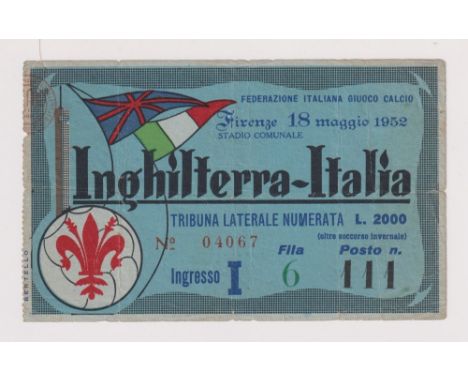 FEDERAZIONE ITALIANA GIUOCO CALCIO
Firenze 18 maggio 1952
STADIO COMUNALE
Inghilterra-Italia
TRIBUNA LATERALE NUMERATA L. 2000
(oltre soccorso invernale)
Nº 04067
Fila Posto n.
Ingresso I 6 111